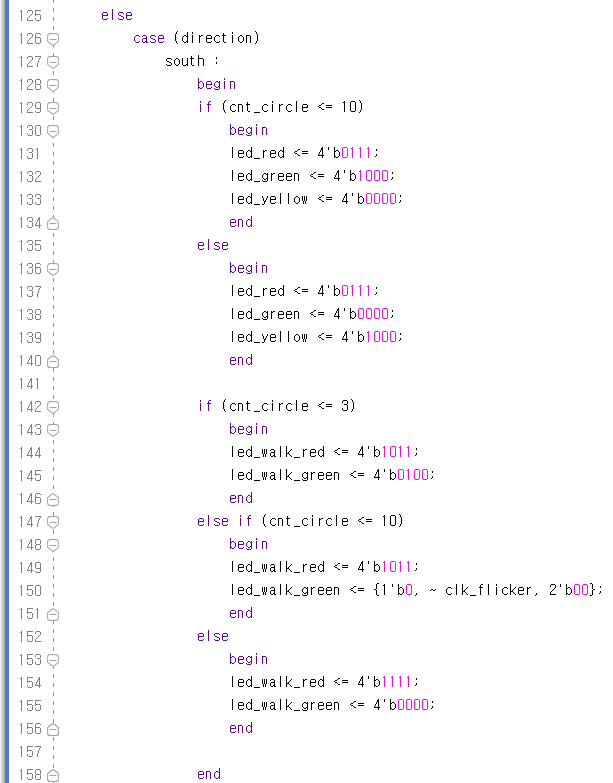 125 else
126 case (direction)
127 south :
128 begin
129 if (cnt_circle <= 10)
130 begin
131 led_red <= 4'b0111;
132 led_green <= 4'b1000;
133 led_yellow <= 4'b0000;
134 end
135 else
136 begin
137 led_red <= 4'b0111;
138 led_green <= 4'b0000;
139 led_yellow <= 4'b1000;
140 end
141
142 if (cnt_circle <= 3)
143 begin
144 led_walk_red <= 4'b1011;
145 led_walk_green <= 4'b0100;
146 end
147 else if (cnt_circle <= 10)
148 begin
149 led_walk_red <= 4'b1011;
150 led_walk_green <= {1'b0, ~ clk_flicker, 2'b00};
151 end
152 else
153 begin
154 led_walk_red <= 4'b1111;
155 led_walk_green <= 4'b0000;
156 end
157
158 end